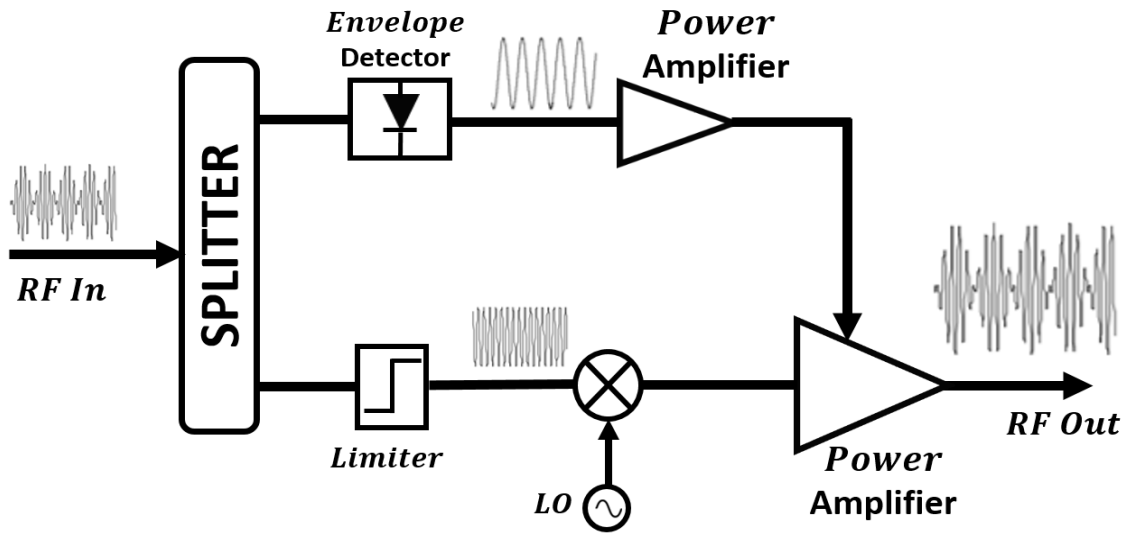 Envelope
Detector
Power
Amplifier
SPLITTER
RF In
Limiter
LO
RF Out
Power
Amplifier